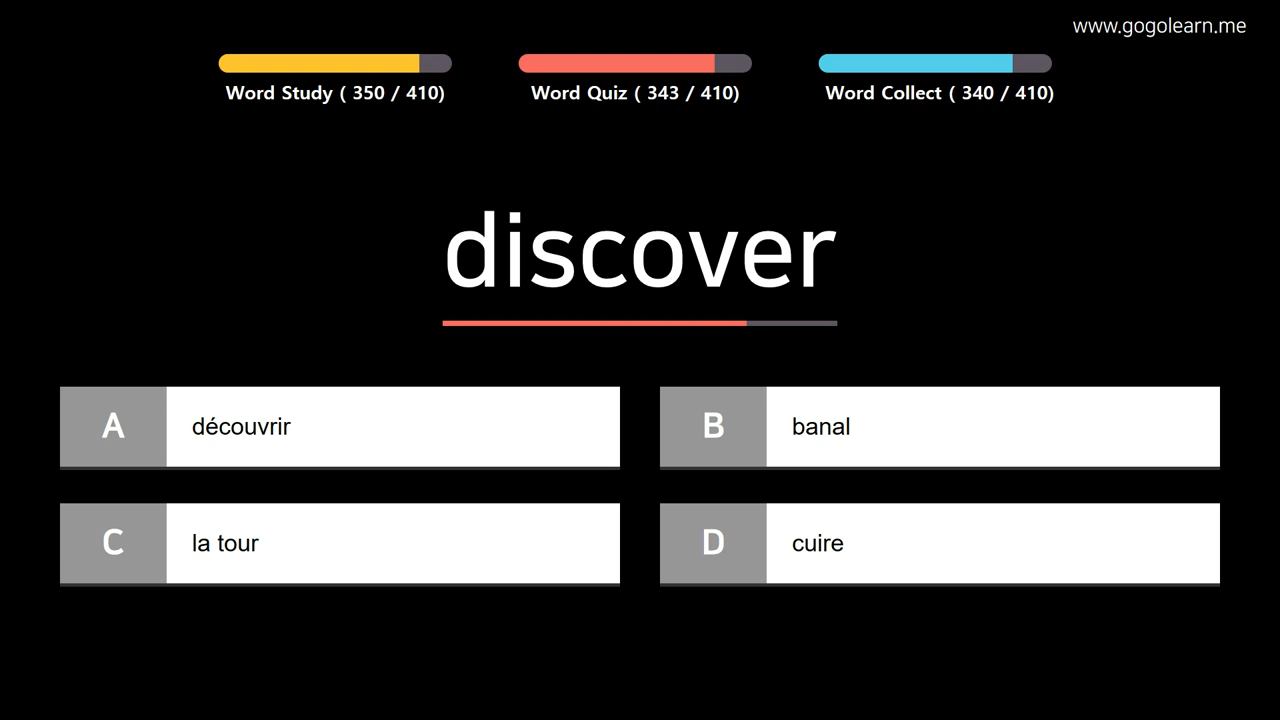 www.gogolearn.me
Word Study ( 350 / 410)
Word Quiz ( 343 / 410)
Word Collect ( 340 / 410)
discover
A
découvrir
B
banal
C
la tour
D
cuire